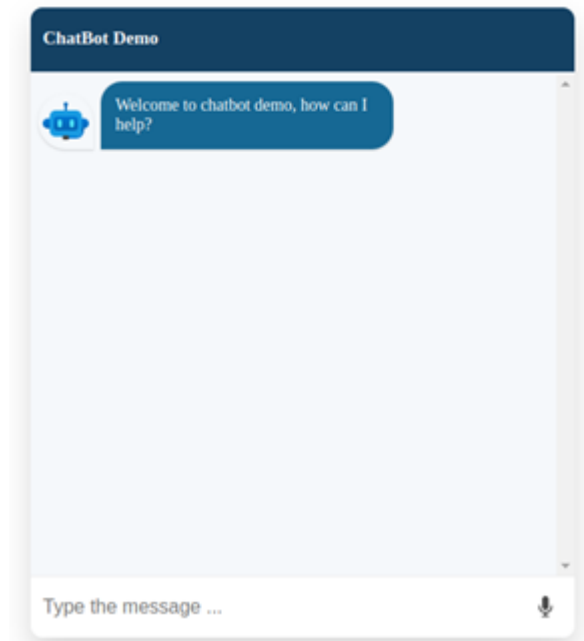 ChatBot Demo
Welcome to chatbot demo, how can I
help?
Type the message ...